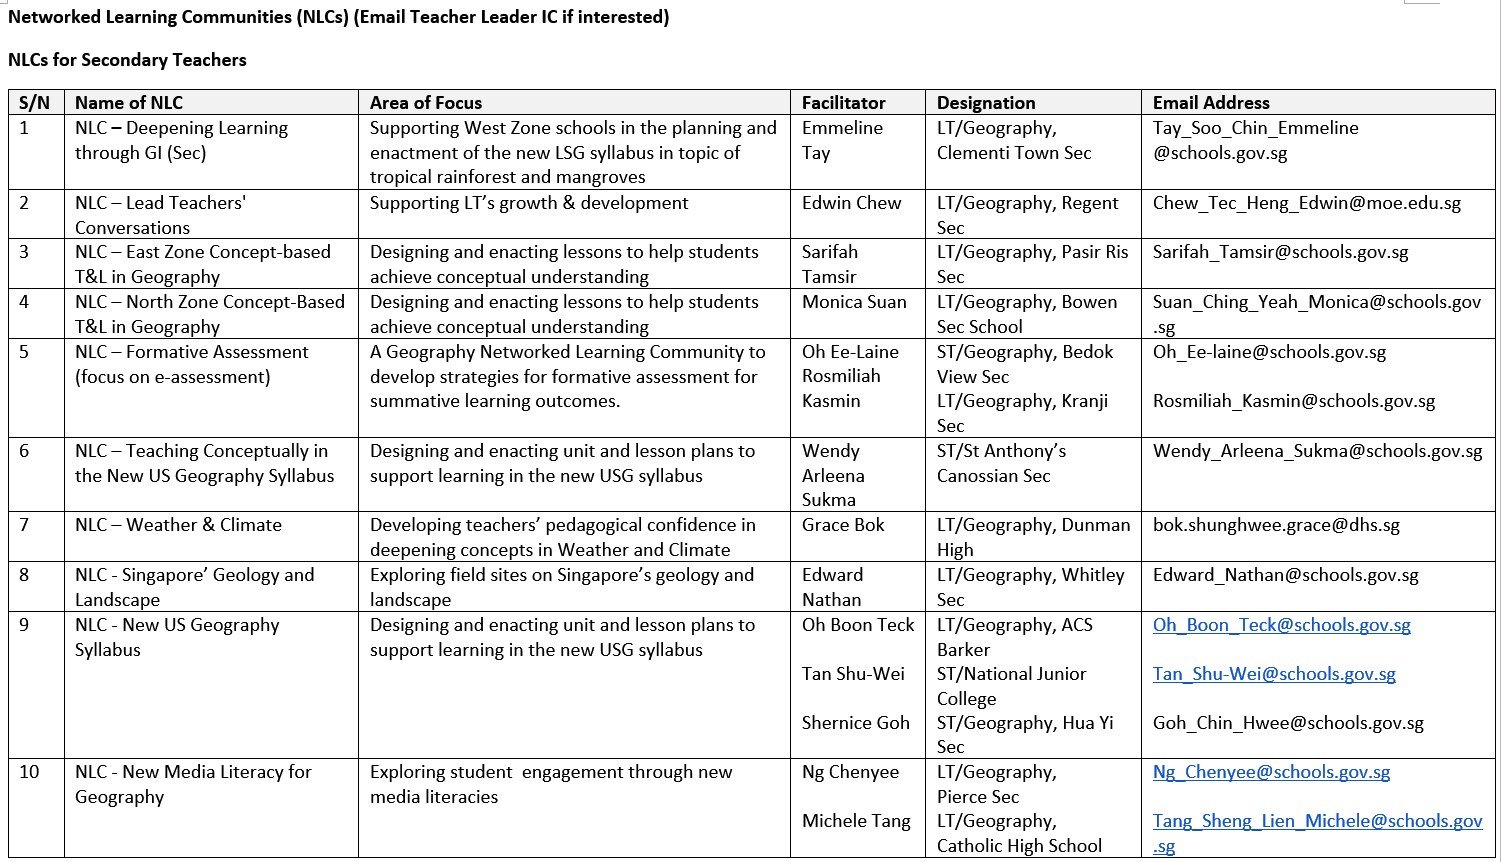 Networked Learning Communities (NLCs) (Email Teacher Leader IC if interested)
NLCs for Secondary Teachers
S/N Name of NLC Area of Focus Facilitator Designation Email Address
1 NLC – Deepening Learning Supporting West Zone schools in the planning and Emmeline LT/Geography, Tay_Soo_Chin_Emmeline
through GI (Sec) enactment of the new LSG syllabus in topic of Tay Clementi Town Sec @schools.gov.sg
tropical rainforest and mangroves
2 NLC – Lead Teachers' Supporting LT’s growth & development Edwin Chew LT/Geography, Regent Chew_Tec_Heng_Edwin@moe.edu.sg
Conversations Sec
3 NLC – East Zone Concept-based Designing and enacting lessons to help students Sarifah LT/Geography, Pasir Ris Sarifah_Tamsir@schools.gov.sg
T&L in Geography achieve conceptual understanding Tamsir Sec
4 NLC – North Zone Concept-Based Designing and enacting lessons to help students Monica Suan LT/Geography, Bowen Suan_Ching_Yeah_Monica@schools.gov
T&L in Geography achieve conceptual understanding Sec School .sg
5 NLC – Formative Assessment A Geography Networked Learning Community to Oh Ee-Laine ST/Geography, Bedok Oh_Ee-laine@schools.gov.sg
(focus on e-assessment) develop strategies for formative assessment for Rosmiliah View Sec
summative learning outcomes. Kasmin LT/Geography, Kranji Rosmiliah_Kasmin@schools.gov.sg
Sec
6 NLC – Teaching Conceptually in Designing and enacting unit and lesson plans to Wendy ST/St Anthony’s Wendy_Arleena_Sukma@schools.gov.sg
the New US Geography Syllabus support learning in the new USG syllabus Arleena Canossian Sec
Sukma
7 NLC – Weather & Climate Developing teachers’ pedagogical confidence in Grace Bok LT/Geography, Dunman bok.shunghwee.grace@dhs.sg
deepening concepts in Weather and Climate High
8 NLC - Singapore’ Geology and Exploring field sites on Singapore’s geology and Edward LT/Geography, Whitley Edward_Nathan@schools.gov.sg
Landscape landscape Nathan Sec
9 NLC - New US Geography Designing and enacting unit and lesson plans to Oh Boon Teck LT/Geography, ACS Oh_Boon_Teck@schools.gov.sg
Syllabus support learning in the new USG syllabus Barker
Tan Shu-Wei ST/National Junior Tan_Shu-Wei@schools.gov.sg
College
Shernice Goh ST/Geography, Hua Yi Goh_Chin_Hwee@schools.gov.sg
Sec
10 NLC - New Media Literacy for Exploring student  engagement through new Ng Chenyee LT/Geography, Ng_Chenyee@schools.gov.sg
Geography media literacies Pierce Sec
Michele Tang LT/Geography, Tang_Sheng_Lien_Michele@schools.gov
Catholic High School .sg